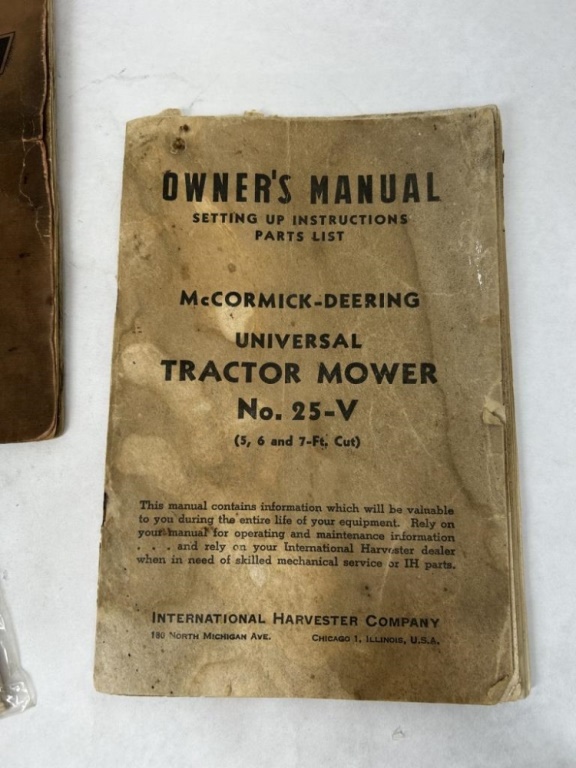 OWNER'S MANUAL
SETTING UP INSTRUCTIONS
PARTS LIST
McCORMICK-DEERING
UNIVERSAL
TRACTOR MOWER
No. 25-V
(5, 6 and 7-Ft. Cut)
This manual contains information which will be valuable
to you during the entire life of your equipment. Rely on
your manual for operating and maintenance information
. . . . and rely on your International Harvester dealer
when in need of skilled mechanical service or IH parts.
INTERNATIONAL HARVESTER COMPANY
180 NORTH MICHIGAN AVE. CHICAGO 1, ILLINOIS, U.S.A.